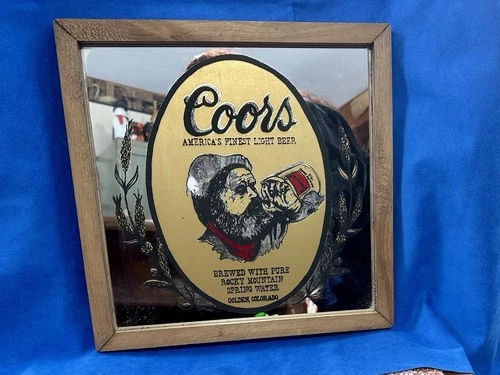 Coors
AMERICA'S FINEST LIGHT BEER
BREWED WITH PURE
ROCKY MOUNTAIN
SPRING WATER
GOLDEN, COLORADO